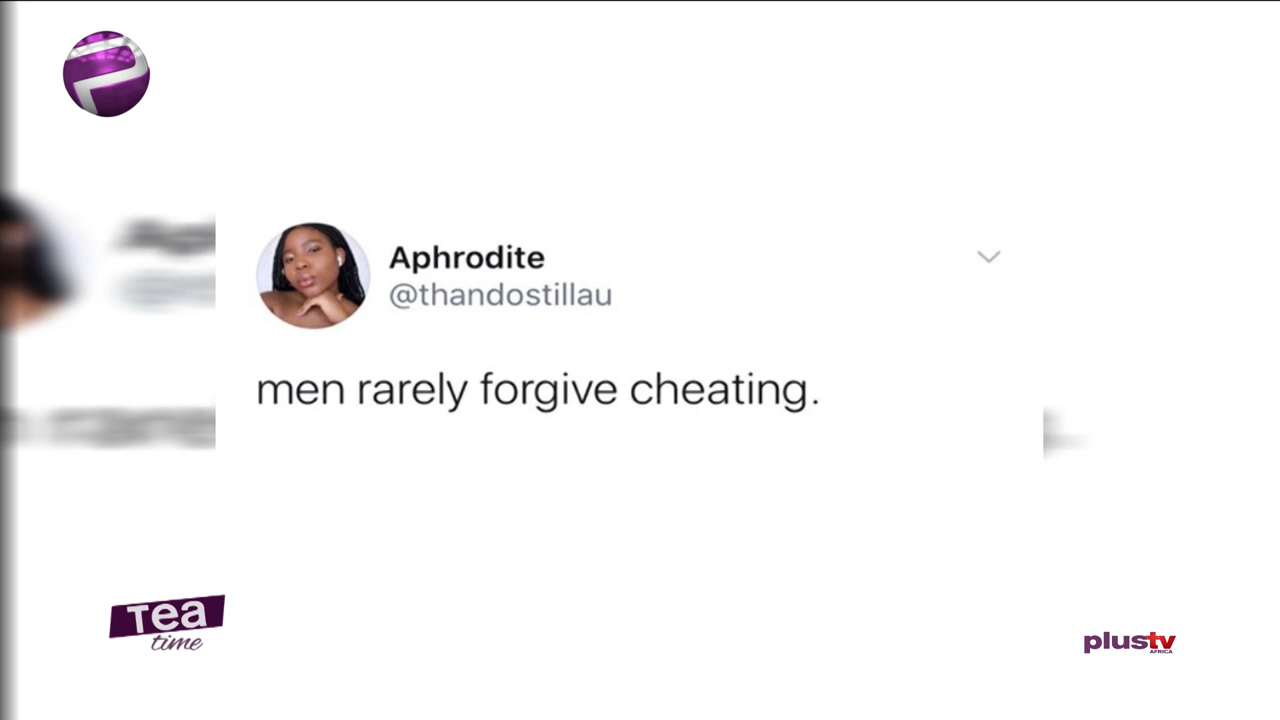 Aphrodite
@thandostillau
men rarely forgive cheating.
Tea
time
plustv
AFRICA